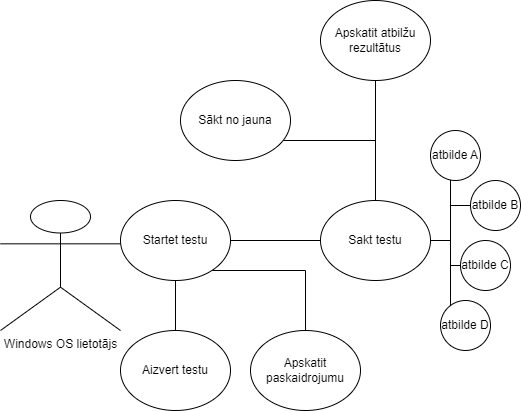 Apskatit atbilžu
rezultātus
Sākt no jauna
atbilde A
atbilde B
Startet testu
Sakt testu
atbilde C
atbilde D
Windows OS lietotājs
Aizvert testu
Apskatit
paskaidrojumu